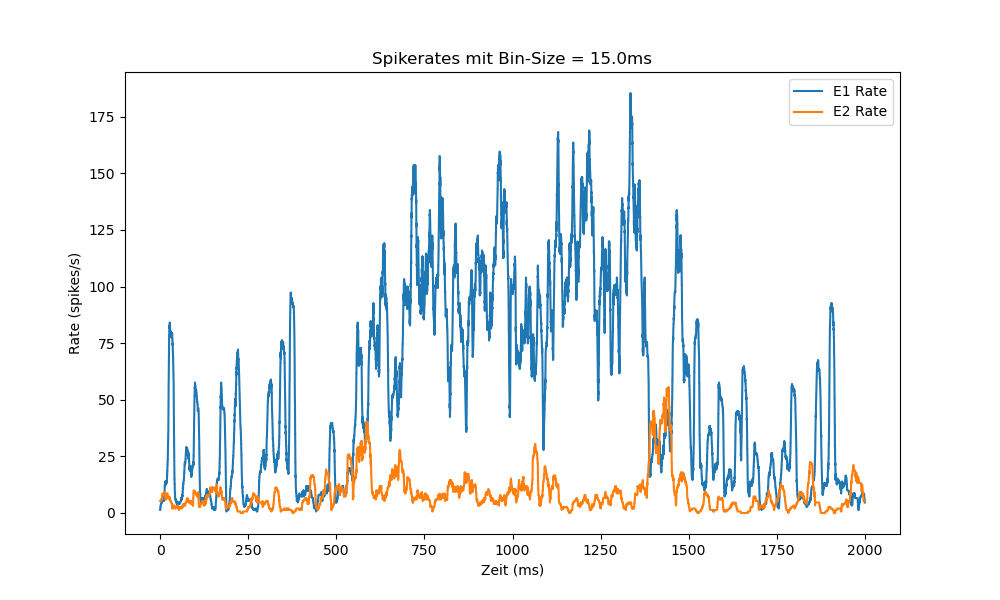 Spikerates mit Bin-Size = 15.0ms
E1 Rate
E2 Rate
Rate (spikes/s)
175
150
125
100
75
50
25
0
0 250 500 750 1000 1250 1500 1750 2000
Zeit (ms)